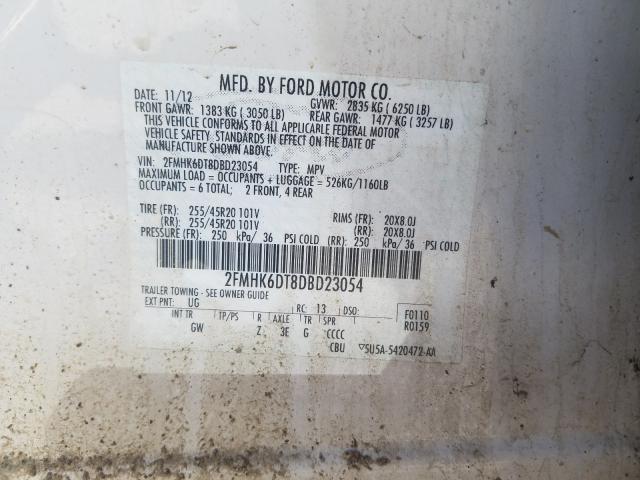 MFD. BY FORD MOTOR CO.
DATE: 11/12 GVWR: 2835 KG ( 6250 LB)
FRONT GAWR: 1383 KG ( 3050 LB) REAR GAWR: 1477 KG ( 3257 LB)
THIS VEHICLE CONFORMS TO ALL APPLICABLE FEDERAL MOTOR
VEHICLE SAFETY. STANDARDS IN EFFECT ON THE DATE OF
MANUFACTURE SHOWN ABOVE.
VIN: 2FMHK6DT8DBD23054 TYPE: MPV
MAXIMUM LOAD = OCCUPANTS + LUGGAGE = 526KG/1160LB
OCCUPANTS = 6 TOTAL; 2 FRONT, 4 REAR
TIRE (FR): 255/45R20 101V RIMS (FR): 20X8.0J
(RR): 255/45R20 101V (RR): 20X8.0J
PRESSURE (FR): 250 kPa/ 36 PSI COLD (RR): 250 kPa/ 36 PSI COLD
2FMHK6DT8DBD23054
TRAILER TOWING - SEE OWNER GUIDE
EXT PNT: UG RC: 13 DSO: F0110
INT TR TP/PS R AXLE TR SPR R0159
GW Z 3E G CCCC
CBU 5U5A-5420472-AA